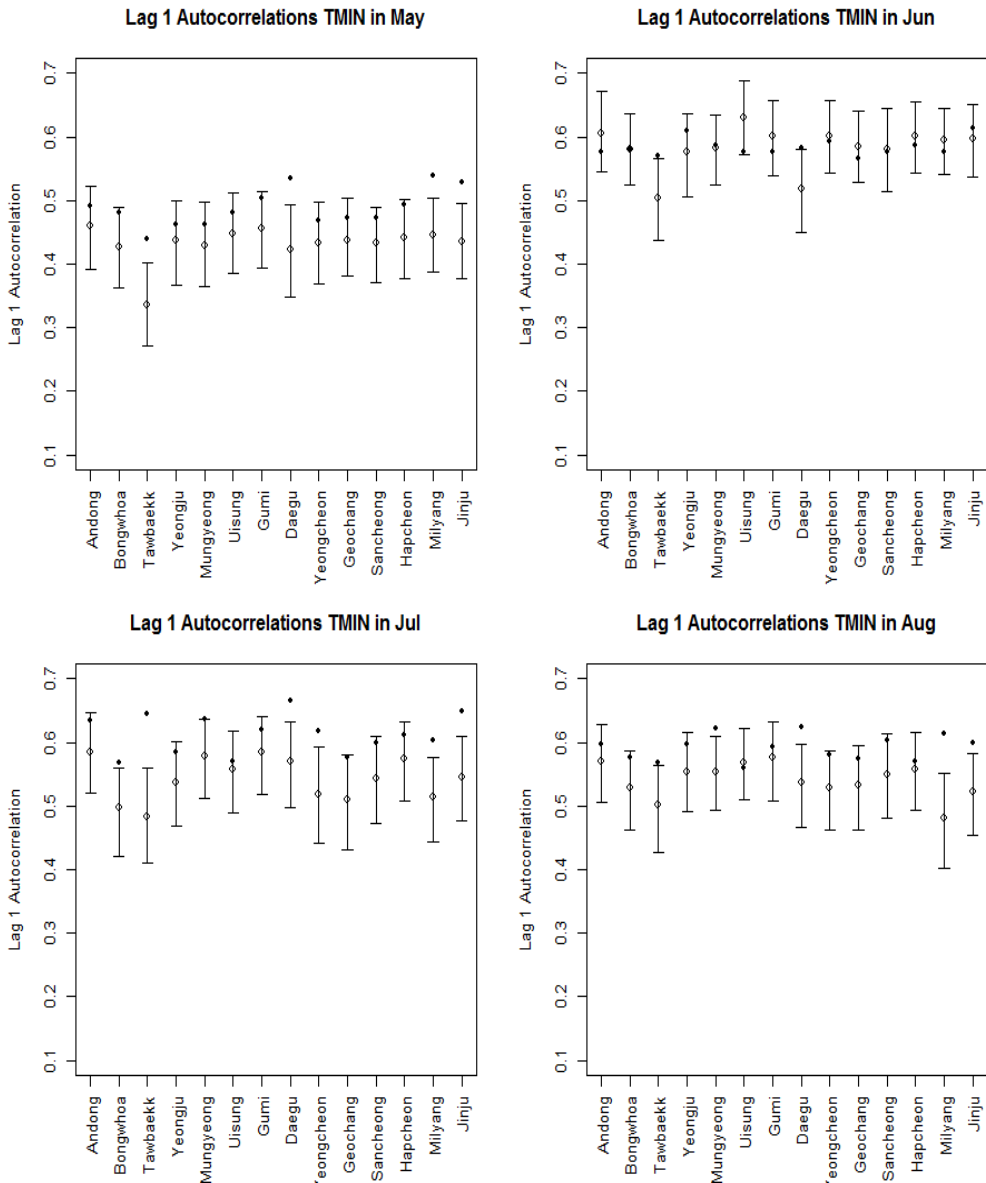 Lag 1 Autocorrelations TMIN in May
Lag 1 Autocorrelation
0.7
0.6
0.5
0.4
0.3
0.2
0.1
Andong
Bongwhoa
Tawbaekk
Yeongju
Mungyeong
Uisung
Gumi
Daegu
Yeongcheon
Geochang
Sancheong
Hapcheon
Milyang
Jinju
Lag 1 Autocorrelations TMIN in Jun
Lag 1 Autocorrelation
0.7
0.6
0.5
0.4
0.3
0.2
0.1
Andong
Bongwhoa
Tawbaekk
Yeongju
Mungyeong
Uisung
Gumi
Daegu
Yeongcheon
Geochang
Sancheong
Hapcheon
Milyang
Jinju
Lag 1 Autocorrelations TMIN in Jul
Lag 1 Autocorrelation
0.7
0.6
0.5
0.4
0.3
0.2
0.1
Andong
Bongwhoa
Tawbaekk
Yeongju
Mungyeong
Uisung
Gumi
Daegu
Yeongcheon
Geochang
Sancheong
Hapcheon
Milyang
Jinju
Lag 1 Autocorrelations TMIN in Aug
Lag 1 Autocorrelation
0.7
0.6
0.5
0.4
0.3
0.2
0.1
Andong
Bongwhoa
Tawbaekk
Yeongju
Mungyeong
Uisung
Gumi
Daegu
Yeongcheon
Geochang
Sancheong
Hapcheon
Milyang
Jinju